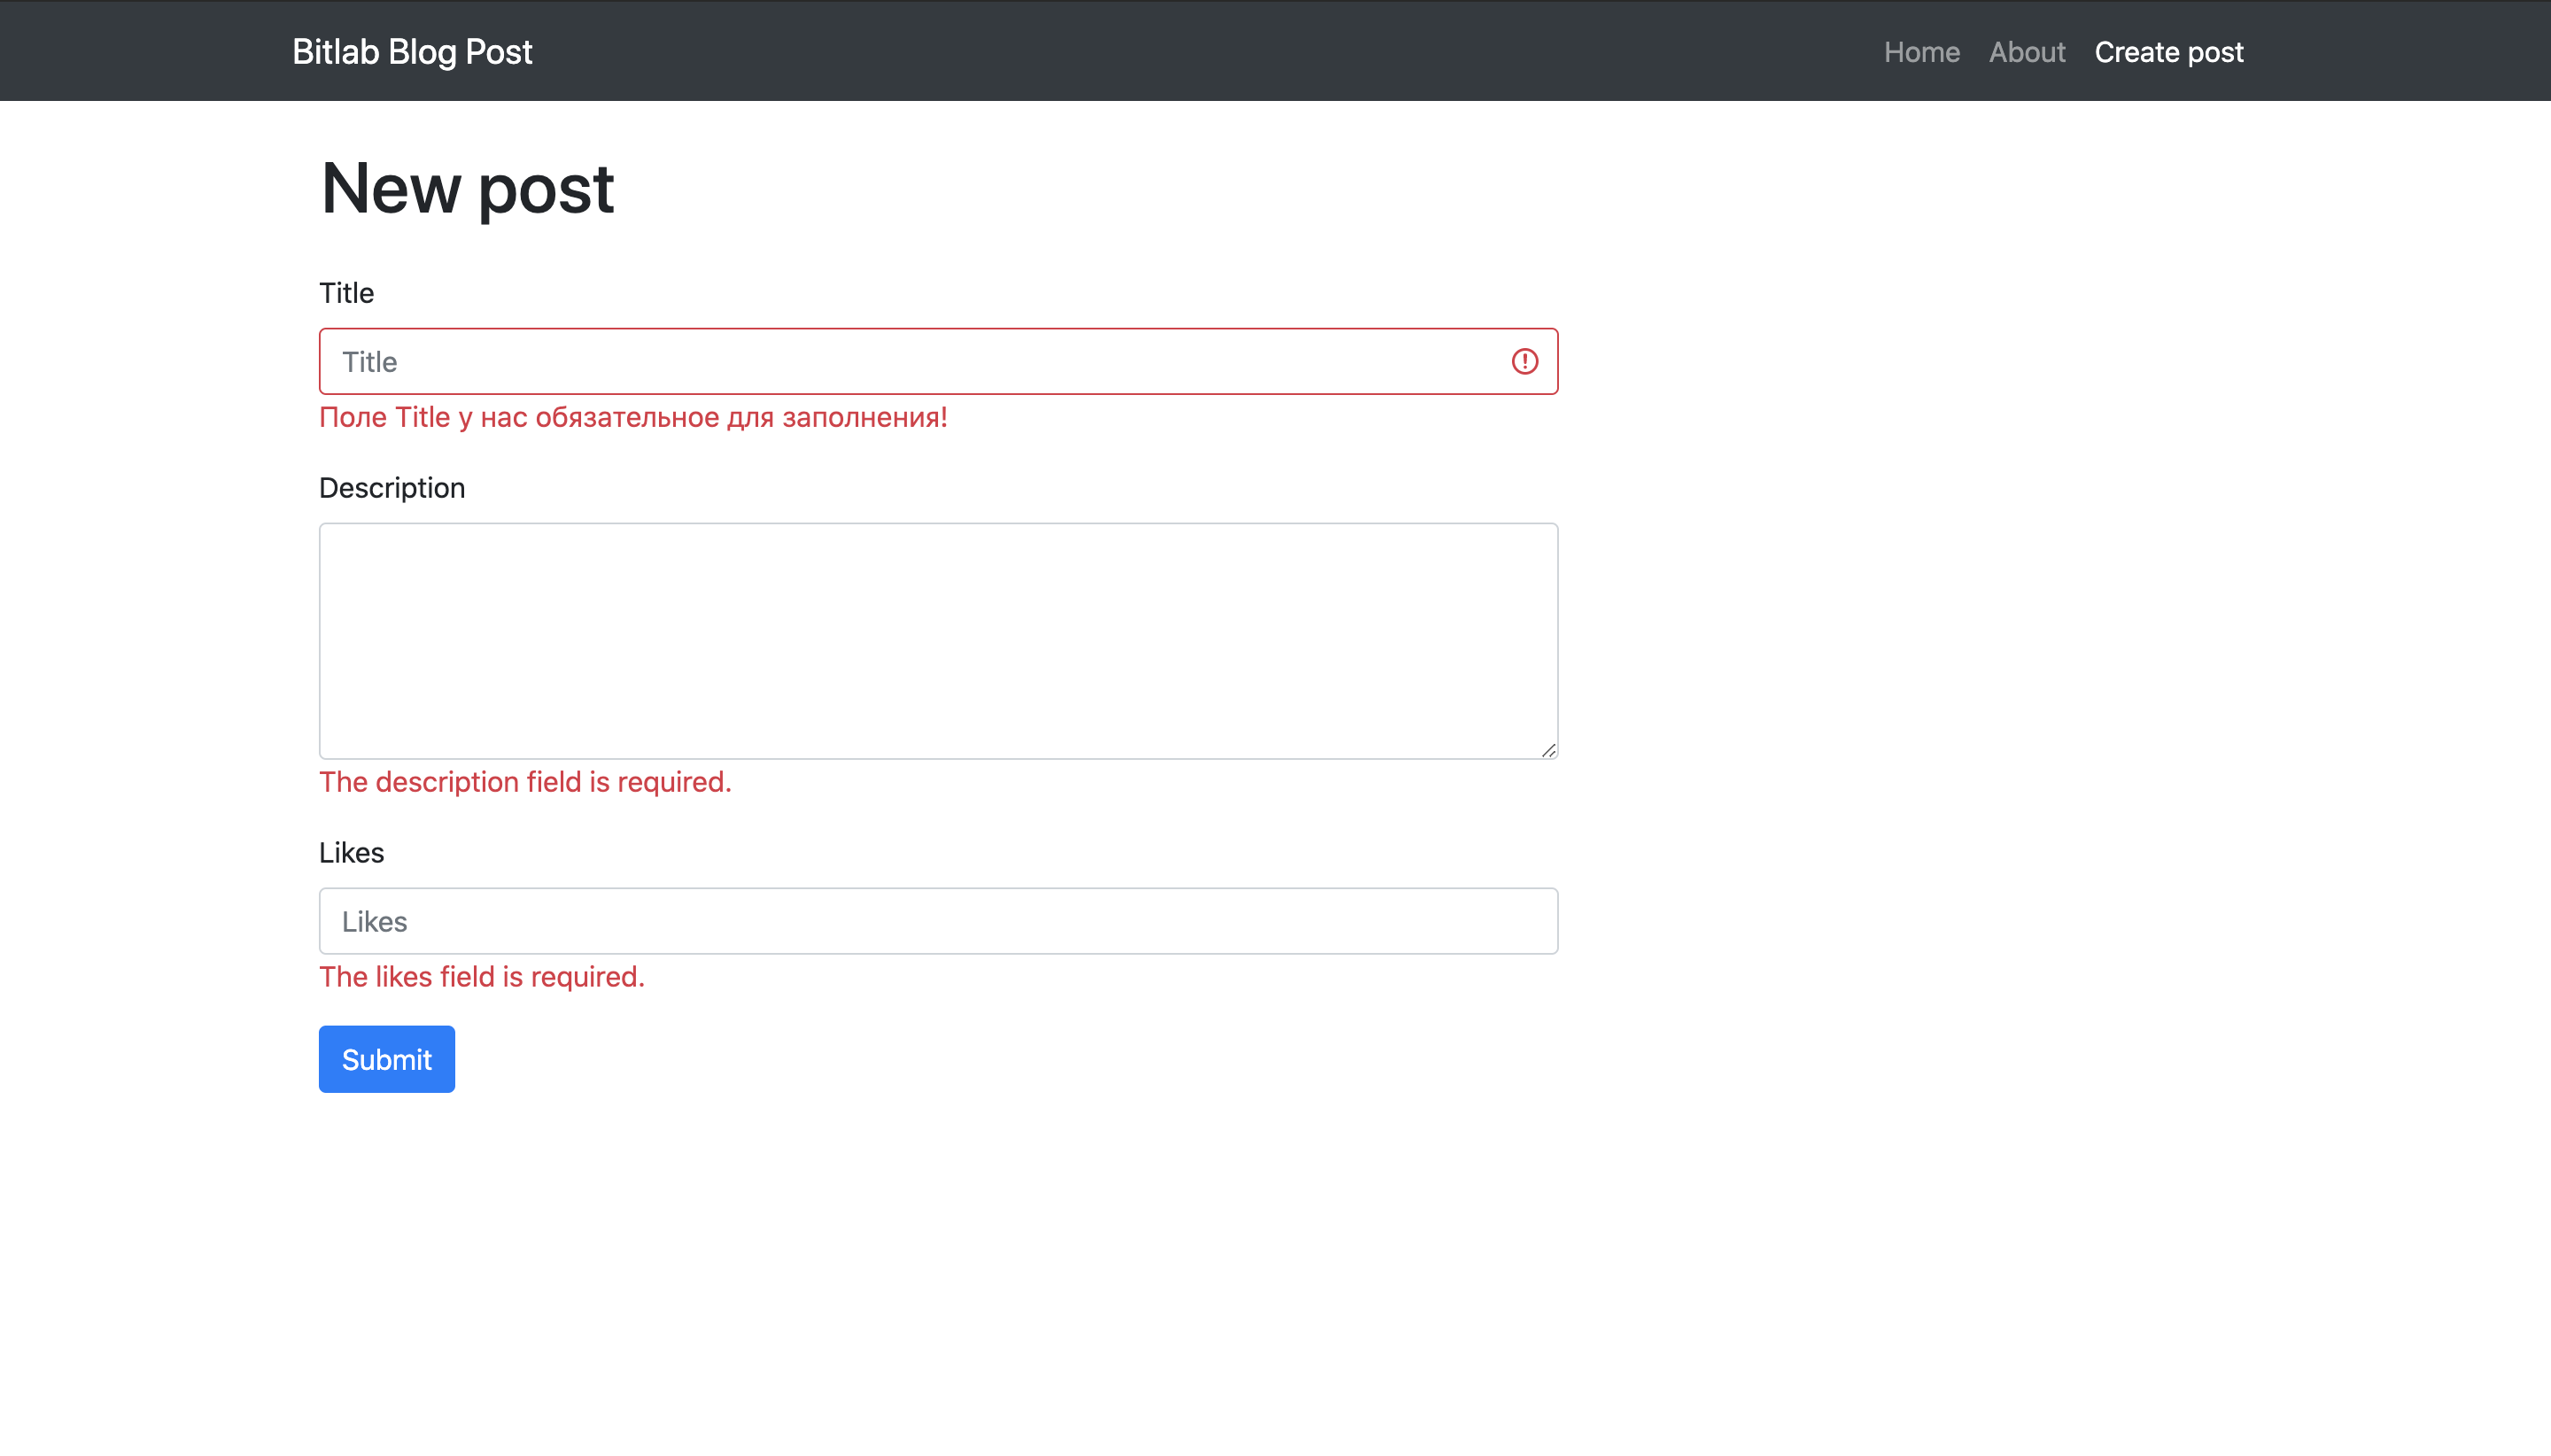 Bitlab Blog Post
Home About Create post
New post
Title
Title
Поле Title у нас обязательное для заполнения!
Description
The description field is required.
Likes
Likes
The likes field is required.
Submit